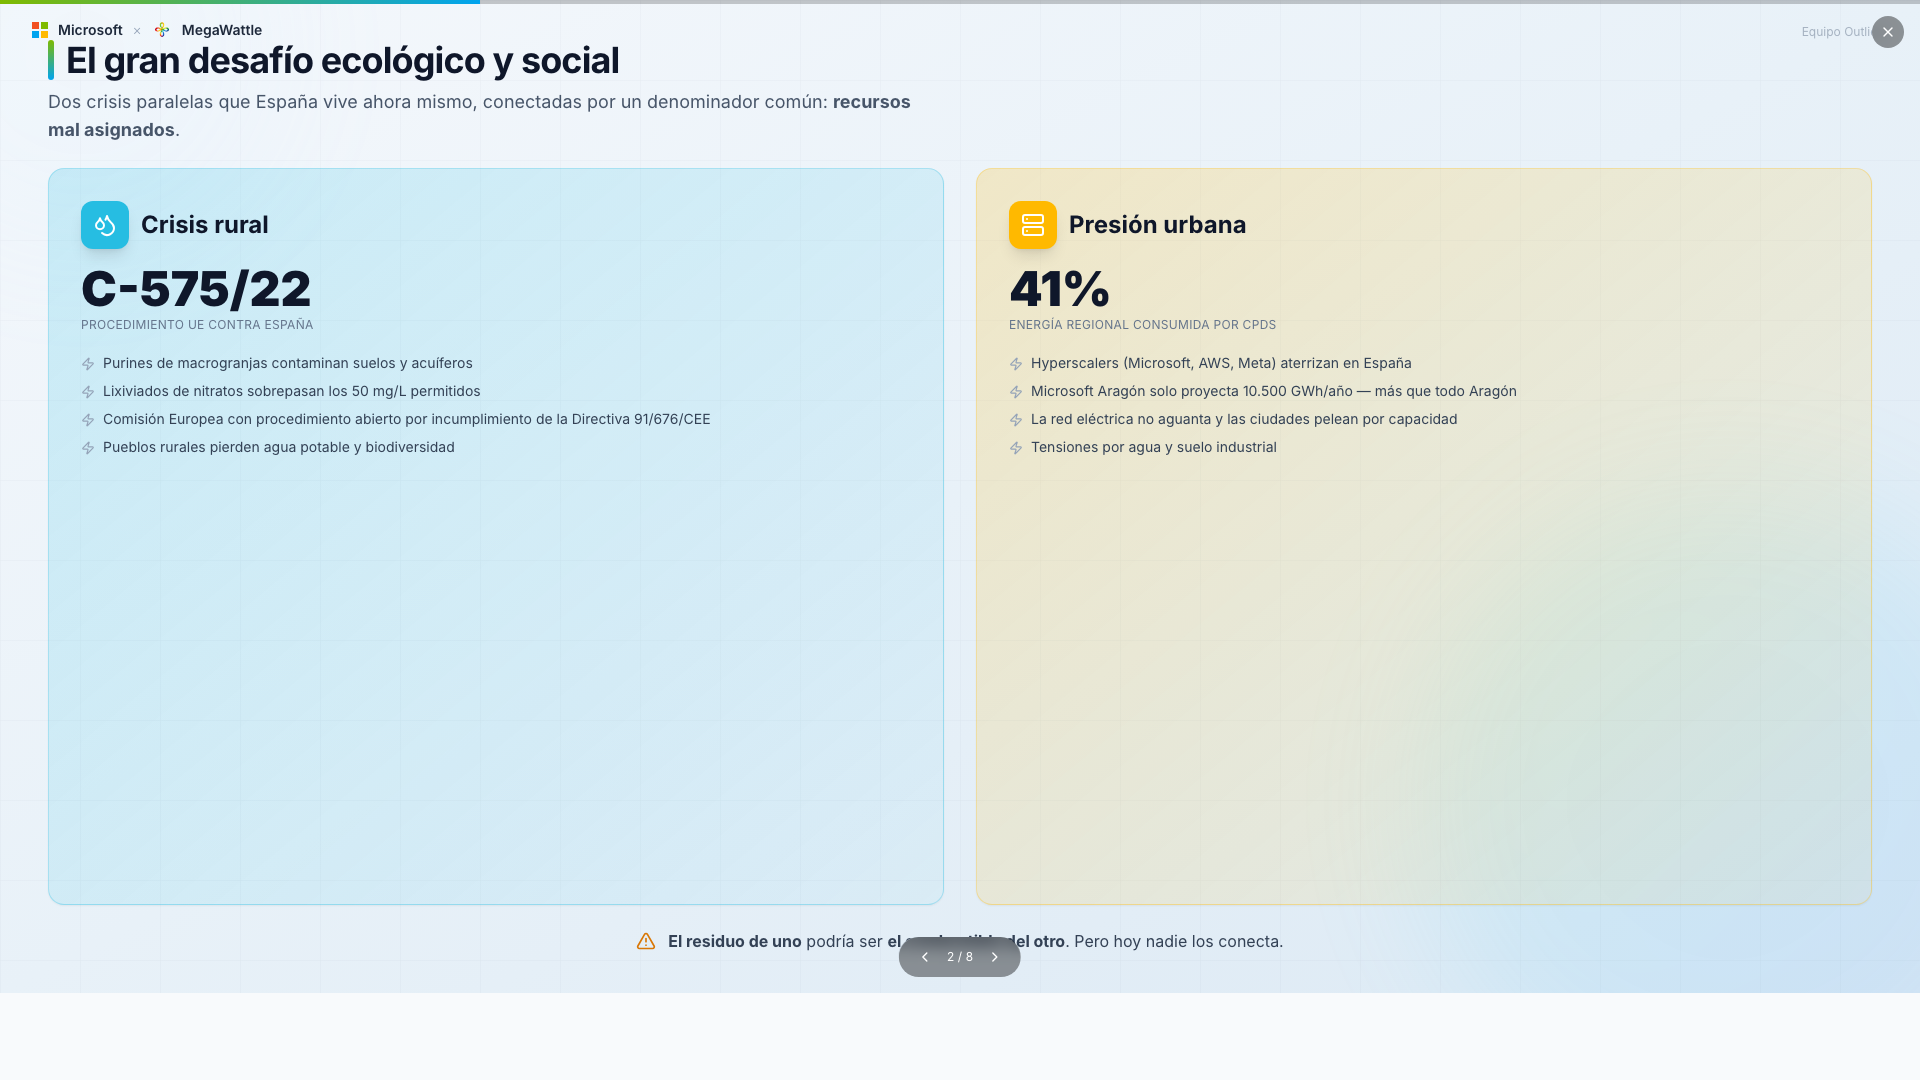 Microsoft × MegaWattle
Equipo Outli
El gran desafío ecológico y social
Dos crisis paralelas que España vive ahora mismo, conectadas por un denominador común: recursos
mal asignados.
Crisis rural
C-575/22
PROCEDIMIENTO UE CONTRA ESPAÑA
Purines de macrogranjas contaminan suelos y acuíferos
Lixiviados de nitratos sobrepasan los 50 mg/L permitidos
Comisión Europea con procedimiento abierto por incumplimiento de la Directiva 91/676/CEE
Pueblos rurales pierden agua potable y biodiversidad
Presión urbana
41%
ENERGÍA REGIONAL CONSUMIDA POR CPDS
Hyperscalers (Microsoft, AWS, Meta) aterrizan en España
Microsoft Aragón solo proyecta 10.500 GWh/año — más que todo Aragón
La red eléctrica no aguanta y las ciudades pelean por capacidad
Tensiones por agua y suelo industrial
El residuo de uno podría ser el del otro. Pero hoy nadie los conecta.
2 / 8